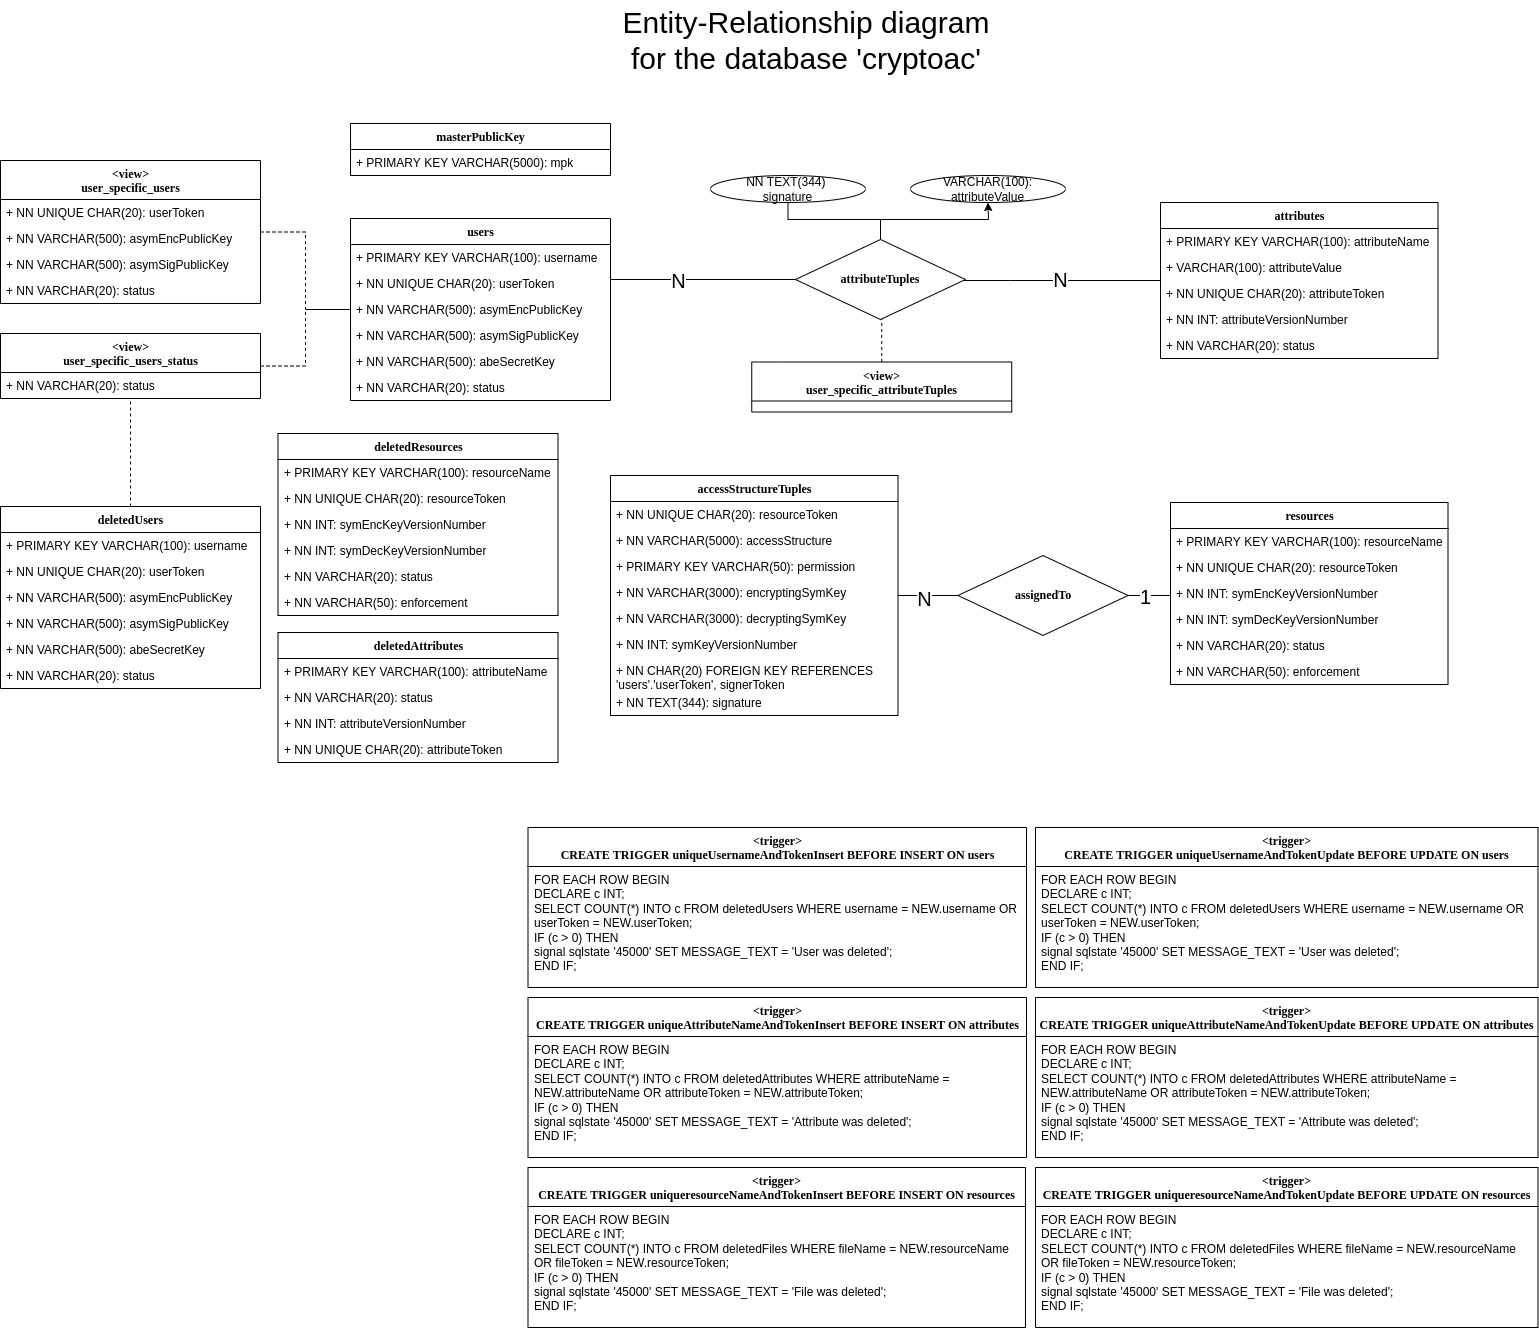 Entity-Relationship diagram
for the database 'cryptoac'
masterPublicKey
+ PRIMARY KEY VARCHAR(5000): mpk
<view>
user_specific_users
+ NN UNIQUE CHAR(20): userToken
+ NN VARCHAR(500): asymEncPublicKey
+ NN VARCHAR(500): asymSigPublicKey
+ NN VARCHAR(20): status
<view>
user_specific_users_status
+ NN VARCHAR(20): status
users
+ PRIMARY KEY VARCHAR(100): username
+ NN UNIQUE CHAR(20): userToken
+ NN VARCHAR(500): asymEncPublicKey
+ NN VARCHAR(500): asymSigPublicKey
+ NN VARCHAR(500): abeSecretKey
+ NN VARCHAR(20): status
N
NN TEXT(344)
signature
VARCHAR(100):
attributeValue
attributeTuples
N
<view>
user_specific_attributeTuples
attributes
+ PRIMARY KEY VARCHAR(100): attributeName
+ VARCHAR(100): attributeValue
+ NN UNIQUE CHAR(20): attributeToken
+ NN INT: attributeVersionNumber
+ NN VARCHAR(20): status
deletedUsers
+ PRIMARY KEY VARCHAR(100): username
+ NN UNIQUE CHAR(20): userToken
+ NN VARCHAR(500): asymEncPublicKey
+ NN VARCHAR(500): asymSigPublicKey
+ NN VARCHAR(500): abeSecretKey
+ NN VARCHAR(20): status
deletedResources
+ PRIMARY KEY VARCHAR(100): resourceName
+ NN UNIQUE CHAR(20): resourceToken
+ NN INT: symEncKeyVersionNumber
+ NN INT: symDecKeyVersionNumber
+ NN VARCHAR(20): status
+ NN VARCHAR(50): enforcement
deletedAttributes
+ PRIMARY KEY VARCHAR(100): attributeName
+ NN VARCHAR(20): status
+ NN INT: attributeVersionNumber
+ NN UNIQUE CHAR(20): attributeToken
accessStructureTuples
+ NN UNIQUE CHAR(20): resourceToken
+ NN VARCHAR(5000): accessStructure
+ PRIMARY KEY VARCHAR(50): permission
+ NN VARCHAR(3000): encryptingSymKey
+ NN VARCHAR(3000): decryptingSymKey
+ NN INT: symKeyVersionNumber
+ NN CHAR(20) FOREIGN KEY REFERENCES
'users'.'userToken', signerToken
+ NN TEXT(344): signature
N
assignedTo
1
resources
+ PRIMARY KEY VARCHAR(100): resourceName
+ NN UNIQUE CHAR(20): resourceToken
+ NN INT: symEncKeyVersionNumber
+ NN INT: symDecKeyVersionNumber
+ NN VARCHAR(20): status
+ NN VARCHAR(50): enforcement
<trigger>
CREATE TRIGGER uniqueUsernameAndTokenInsert BEFORE INSERT ON users
FOR EACH ROW BEGIN
DECLARE c INT;
SELECT COUNT(*) INTO c FROM deletedUsers WHERE username = NEW.username OR
userToken = NEW.userToken;
IF (c > 0) THEN
signal sqlstate '45000' SET MESSAGE_TEXT = 'User was deleted';
END IF;
<trigger>
CREATE TRIGGER uniqueUsernameAndTokenUpdate BEFORE UPDATE ON users
FOR EACH ROW BEGIN
DECLARE c INT;
SELECT COUNT(*) INTO c FROM deletedUsers WHERE username = NEW.username OR
userToken = NEW.userToken;
IF (c > 0) THEN
signal sqlstate '45000' SET MESSAGE_TEXT = 'User was deleted';
END IF;
<trigger>
CREATE TRIGGER uniqueAttributeNameAndTokenInsert BEFORE INSERT ON attributes
FOR EACH ROW BEGIN
DECLARE c INT;
SELECT COUNT(*) INTO c FROM deletedAttributes WHERE attributeName =
NEW.attributeName OR attributeToken = NEW.attributeToken;
IF (c > 0) THEN
signal sqlstate '45000' SET MESSAGE_TEXT = 'Attribute was deleted';
END IF;
<trigger>
CREATE TRIGGER uniqueAttributeNameAndTokenUpdate BEFORE UPDATE ON attributes
FOR EACH ROW BEGIN
DECLARE c INT;
SELECT COUNT(*) INTO c FROM deletedAttributes WHERE attributeName =
NEW.attributeName OR attributeToken = NEW.attributeToken;
IF (c > 0) THEN
signal sqlstate '45000' SET MESSAGE_TEXT = 'Attribute was deleted';
END IF;
<trigger>
CREATE TRIGGER uniqueresourceNameAndTokenInsert BEFORE INSERT ON resources
FOR EACH ROW BEGIN
DECLARE c INT;
SELECT COUNT(*) INTO c FROM deletedFiles WHERE fileName = NEW.resourceName
OR fileToken = NEW.resourceToken;
IF (c > 0) THEN
signal sqlstate '45000' SET MESSAGE_TEXT = 'File was deleted';
END IF;
<trigger>
CREATE TRIGGER uniqueresourceNameAndTokenUpdate BEFORE UPDATE ON resources
FOR EACH ROW BEGIN
DECLARE c INT;
SELECT COUNT(*) INTO c FROM deletedFiles WHERE fileName = NEW.resourceName
OR fileToken = NEW.resourceToken;
IF (c > 0) THEN
signal sqlstate '45000' SET MESSAGE_TEXT = 'File was deleted';
END IF;